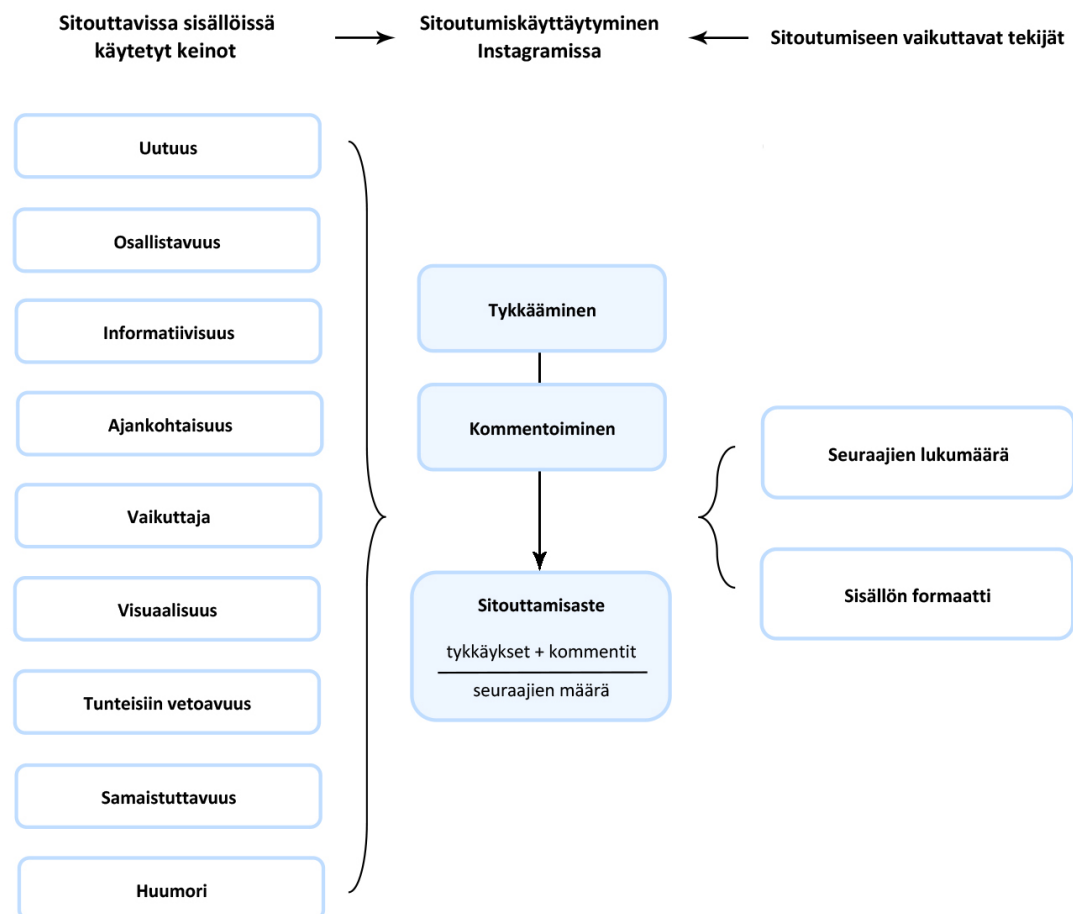 Sitouttavissa sisällöissä
käytetyt keinot
Sitoutumiskäyttäytyminen
Instagramissa
Sitoutumiseen vaikuttavat tekijät
Uutuus
Osallistavuus
Informatiivisuus
Ajankohtaisuus
Vaikuttaja
Visuaalisuus
Tunteisiin vetoavuus
Samaistuttavuus
Huumori
Tykkääminen
Kommentoiminen
Sitouttamisaste
tykkäykset + kommentit
seuraajien määrä
Seuraajien lukumäärä
Sisällön formaatti